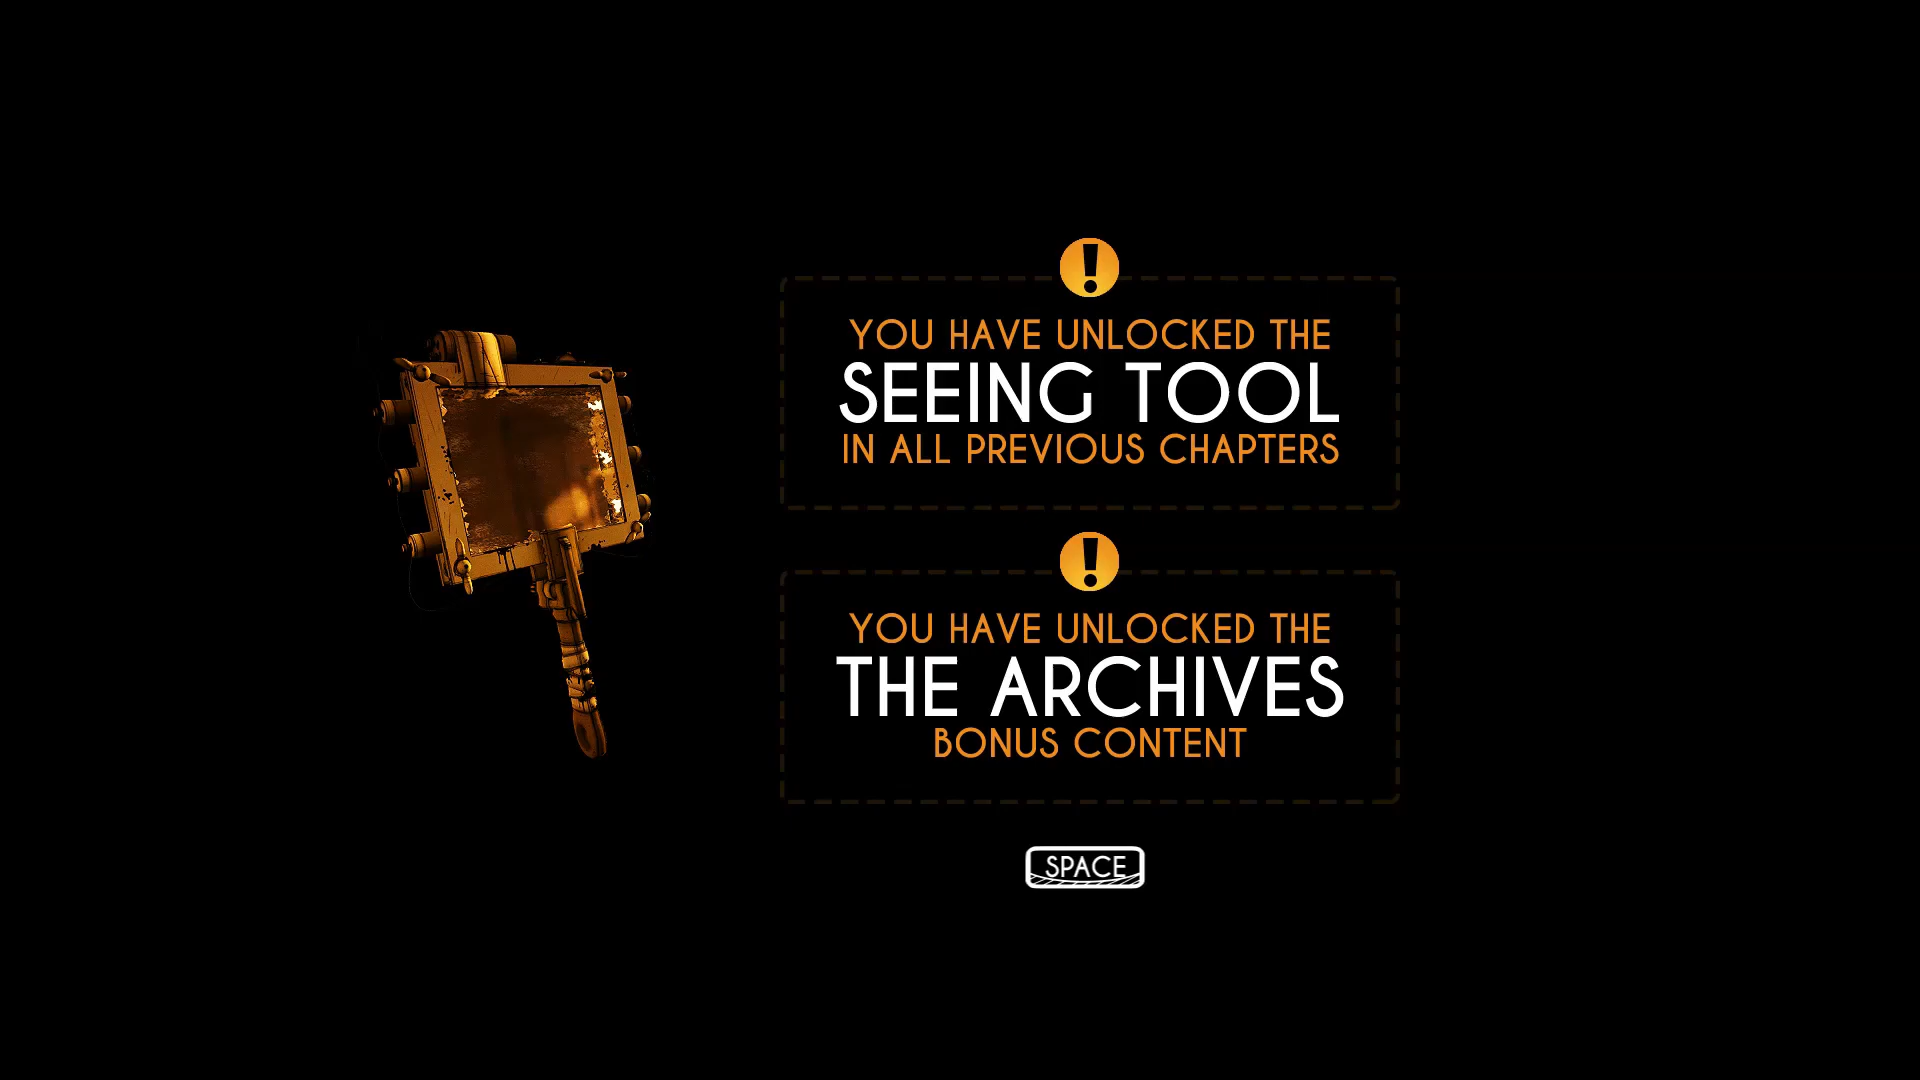 YOU HAVE UNLOCKED THE
SEEING TOOL
IN ALL PREVIOUS CHAPTERS
YOU HAVE UNLOCKED THE
THE ARCHIVES
BONUS CONTENT
SPACE